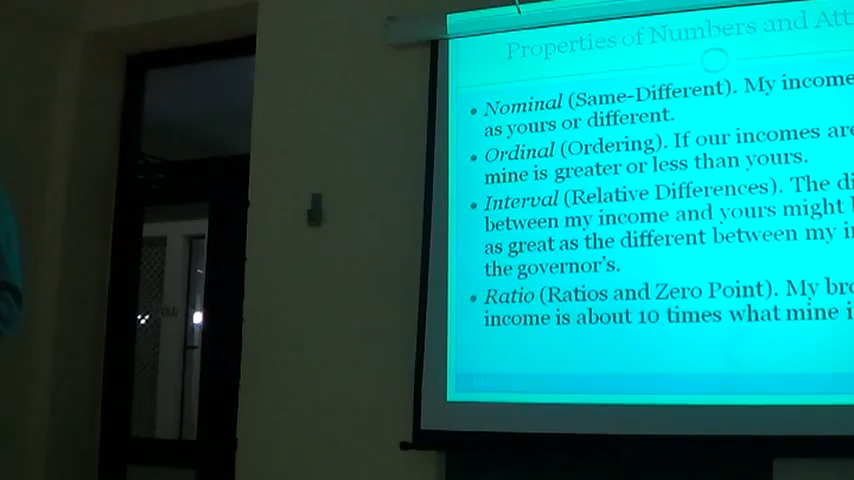 Properties of Numbers and Att
• Nominal (Same-Different). My income
as yours or different.
• Ordinal (Ordering). If our incomes are
mine is greater or less than yours.
• Interval (Relative Differences). The di
between my income and yours might b
as great as the different between my i
the governor's.
• Ratio (Ratios and Zero Point). My bro
income is about 10 times what mine i